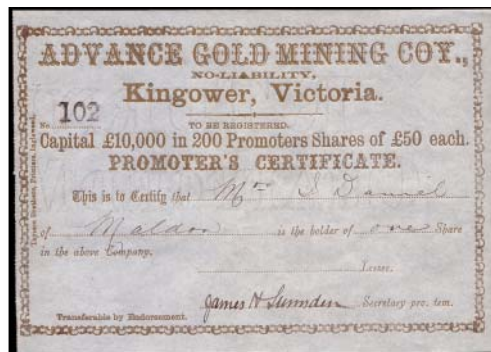 ADVANCE GOLD MINING COY.,
NO-LIABILITY,
Kingower, Victoria.
No. 102
TO BE REGISTERED.
Capital £10,000 in 200 Promoters Shares of £50 each.
PROMOTER'S CERTIFICATE.
This is to Certify that Mr J Daniel
of Maldon is the holder of one Share
in the above Company.
Lessee.
James H Secretary pro. tem.
Transferable by Endorsement.